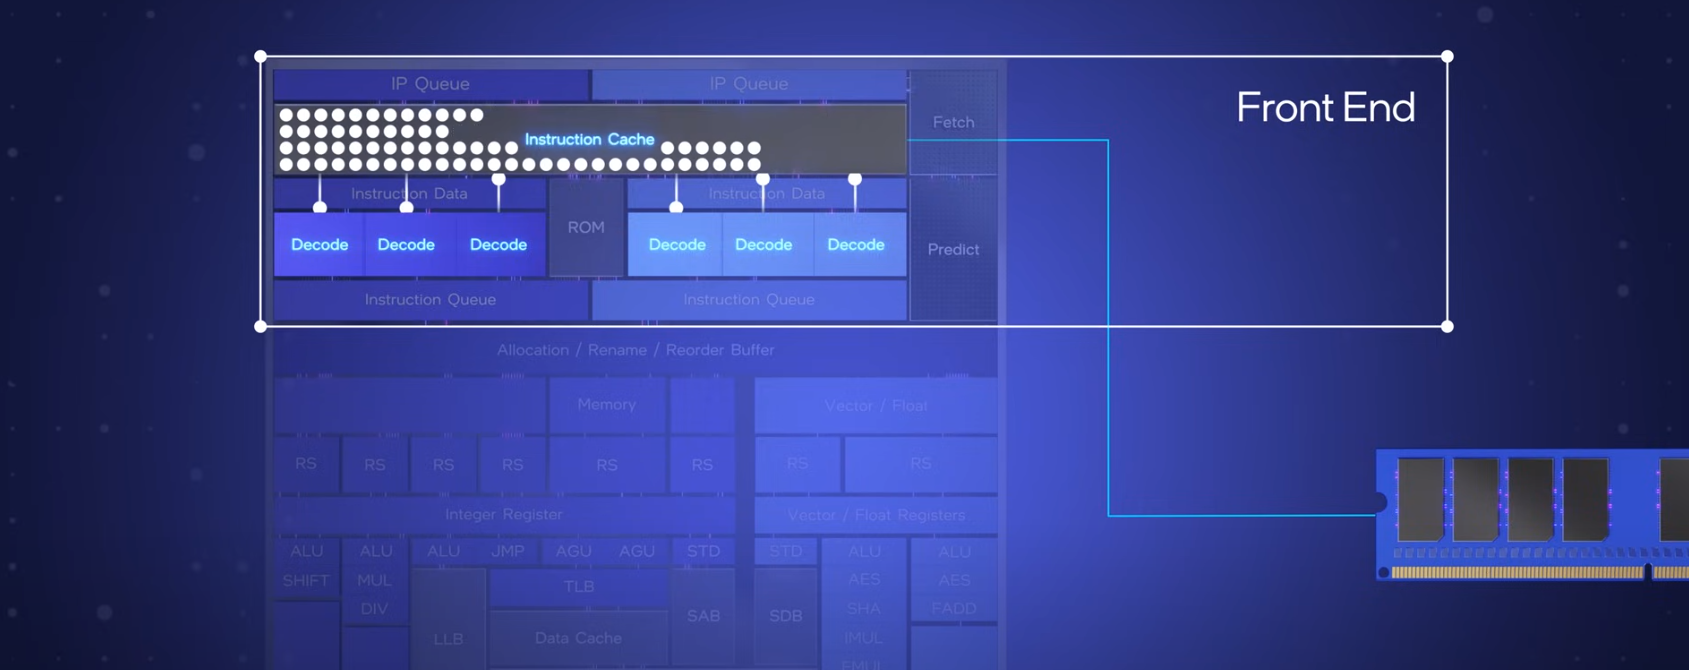 Front End
IP Queue IP Queue
Fetch
Instruction Cache
Instruction Data Instruction Data
ROM
Decode Decode Decode Decode Decode Decode
Predict
Instruction Queue Instruction Queue
Allocation / Rename / Reorder Buffer
Memory Vector / Float
RS RS RS RS RS RS RS RS
Integer Register Vector / Float Registers
ALU ALU ALU JMP AGU AGU STD STD ALU ALU
SHIFT MUL TLB AES AES
DIV SAB SDB SHA FADD
LLB Data Cache IMUL
FMUL